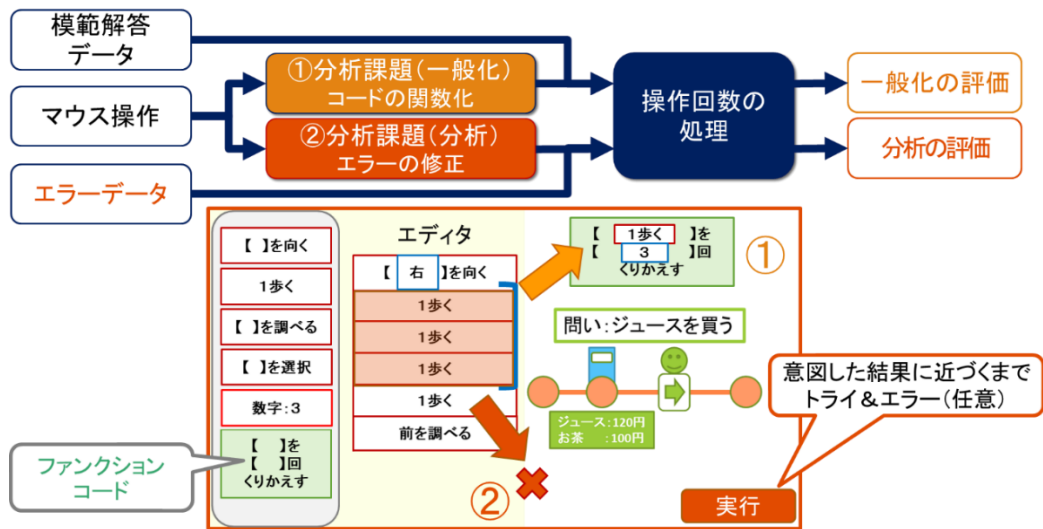 模範解答
データ
マウス操作
エラーデータ
①分析課題(一般化)
コードの関数化
②分析課題(分析)
エラーの修正
操作回数の
処理
一般化の評価
分析の評価
【 】を向く
1歩く
【 】を調べる
【 】を選択
数字:3
【 】を
【 】回
くりかえす
ファンクション
コード
エディタ
【 右 】を向く
1歩く
1歩く
1歩く
1歩く
前を調べる
②
【 1歩く 】を
【 3 】回
くりかえす
①
問い:ジュースを買う
ジュース:120円
お茶 :100円
意図した結果に近づくまで
トライ&エラー(任意)
実行